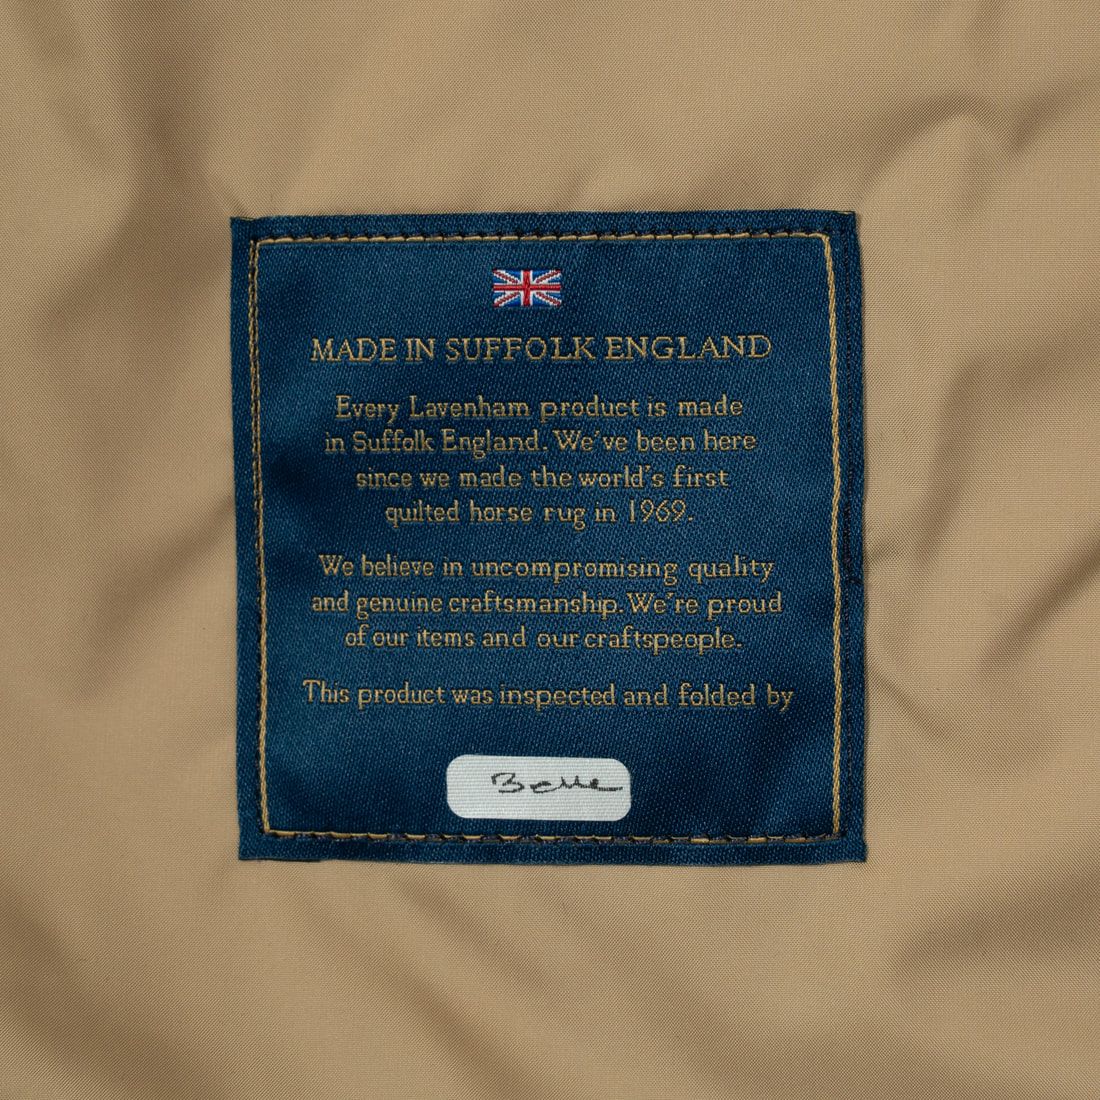 MADE IN SUFFOLK ENGLAND
Every Lavenham product is made
in Suffolk England. We've been here
since we made the world's first
quilted horse rug in 1969.
We believe in uncompromising quality
and genuine craftsmanship. We're proud
of our items and our craftspeople.
This product was inspected and folded by
Belle